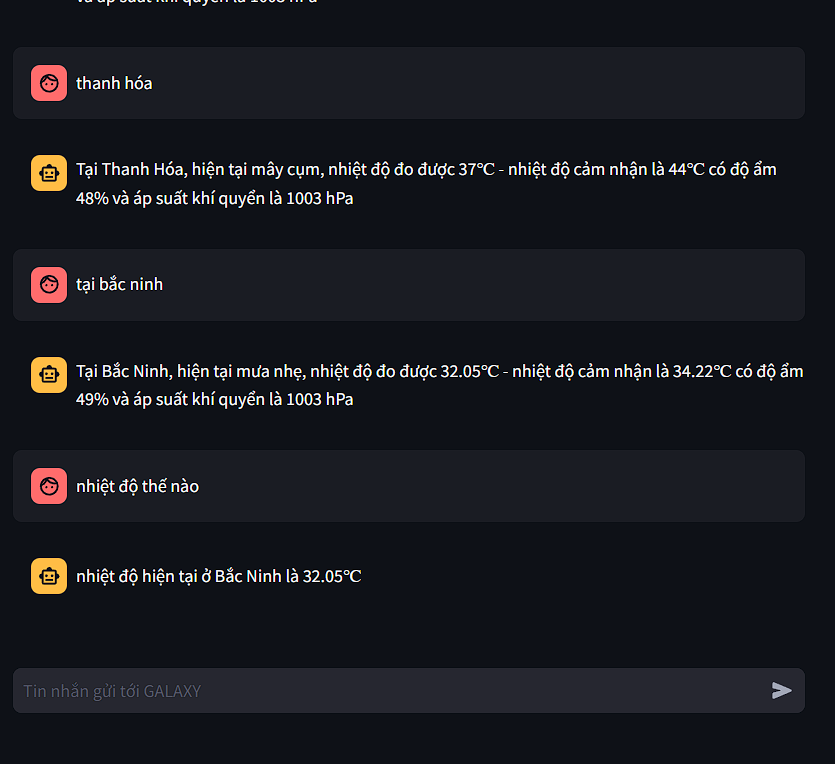 thanh hóa
Tại Thanh Hóa, hiện tại mây cụm, nhiệt độ đo được 37℃ - nhiệt độ cảm nhận là 44℃ có độ ẩm
48% và áp suất khí quyển là 1003 hPa
tại bắc ninh
Tại Bắc Ninh, hiện tại mưa nhẹ, nhiệt độ đo được 32.05℃ - nhiệt độ cảm nhận là 34.22℃ có độ ẩm
49% và áp suất khí quyển là 1003 hPa
nhiệt độ thế nào
nhiệt độ hiện tại ở Bắc Ninh là 32.05℃
Tin nhắn gửi tới GALAXY